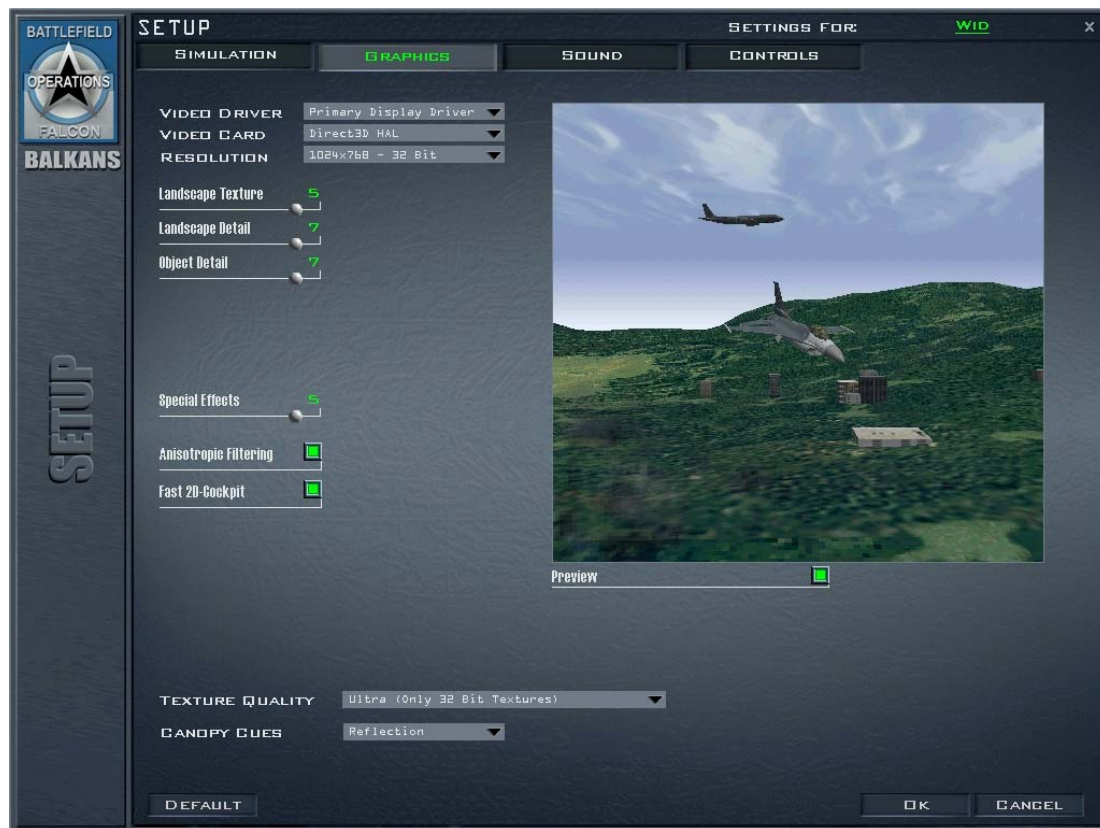 BATTLEFIELD
OPERATIONS
FALCON
BALKANS
SETUP
SETUP
SETTINGS FOR:
WID
X
SIMULATION
GRAPHICS
SOUND
CONTROLS
VIDEO DRIVER
Primary Display Driver
VIDEO CARD
Direct3D HAL
RESOLUTION
1024x768 - 32 Bit
Landscape Texture
5
Landscape Detail
7
Object Detail
7
Special Effects
5
Anisotropic Filtering
Fast 2D-Cockpit
Preview
TEXTURE QUALITY
Ultra (Only 32 Bit Textures)
CANOPY CUES
Reflection
DEFAULT
OK
CANCEL